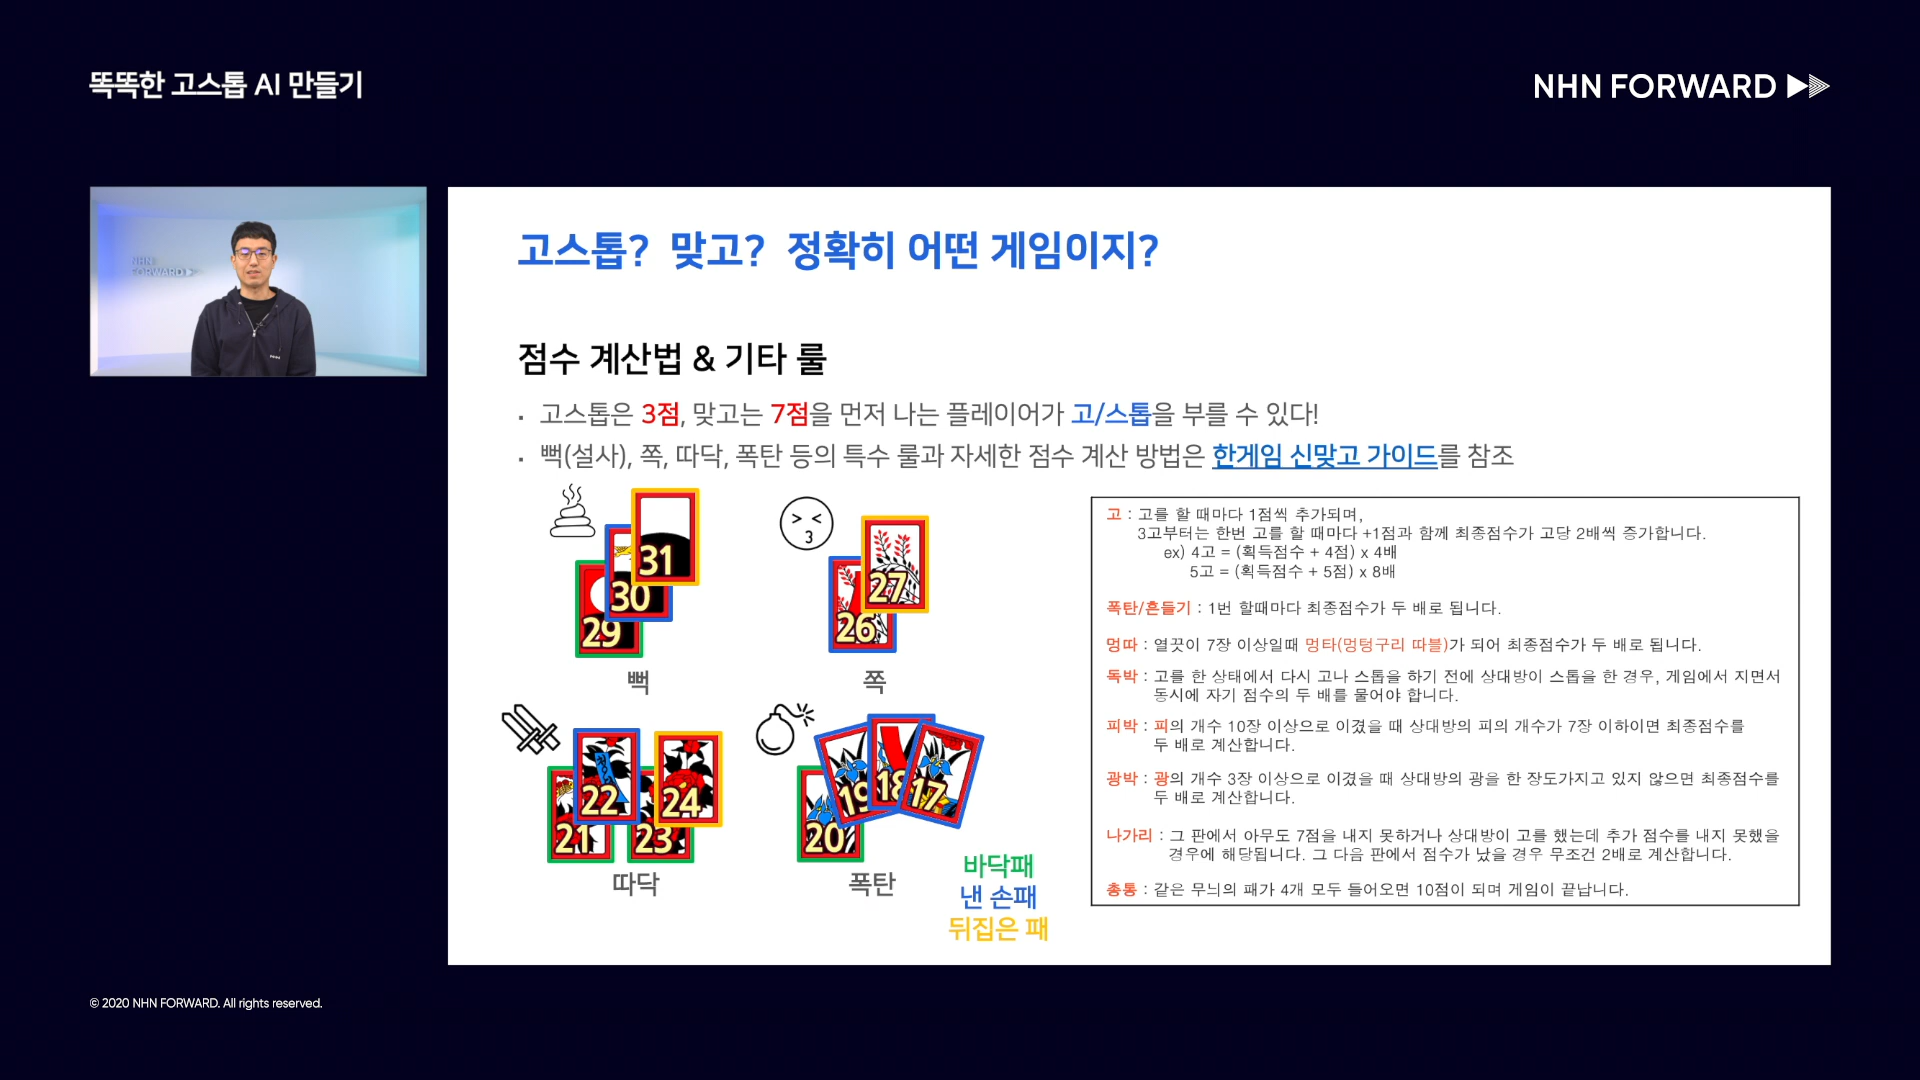 똑똑한 고스톱 AI 만들기
NHN FORWARD
NHN
FORWARD
고스톱? 맞고? 정확히 어떤 게임이지?
점수 계산법 & 기타 룰
· 고스톱은 3점, 맞고는 7점을 먼저 나는 플레이어가 고/스톱을 부를 수 있다!
· 뻑(설사), 쪽, 따닥, 폭탄 등의 특수 룰과 자세한 점수 계산 방법은 한게임 신맞고 가이드를 참조
31
30
29
뻑
27
26
쪽
22
24
21
23
따닥
19
18
17
20
폭탄
바닥패
낸 손패
뒤집은 패
고 : 고를 할 때마다 1점씩 추가되며,
3고부터는 한번 고를 할 때마다 +1점과 함께 최종점수가 고당 2배씩 증가합니다.
ex) 4고 = (획득점수 + 4점) x 4배
5고 = (획득점수 + 5점) x 8배
폭탄/흔들기 : 1번 할때마다 최종점수가 두 배로 됩니다.
멍따 : 열끗이 7장 이상일때 멍타(멍텅구리 따블)가 되어 최종점수가 두 배로 됩니다.
독박 : 고를 한 상태에서 다시 고나 스톱을 하기 전에 상대방이 스톱을 한 경우, 게임에서 지면서
동시에 자기 점수의 두 배를 물어야 합니다.
피박 : 피의 개수 10장 이상으로 이겼을 때 상대방의 피의 개수가 7장 이하이면 최종점수를
두 배로 계산합니다.
광박 : 광의 개수 3장 이상으로 이겼을 때 상대방의 광을 한 장도가지고 있지 않으면 최종점수를
두 배로 계산합니다.
나가리 : 그 판에서 아무도 7점을 내지 못하거나 상대방이 고를 했는데 추가 점수를 내지 못했을
경우에 해당됩니다. 그 다음 판에서 점수가 났을 경우 무조건 2배로 계산합니다.
총통 : 같은 무늬의 패가 4개 모두 들어오면 10점이 되며 게임이 끝납니다.
© 2020 NHN FORWARD. All rights reserved.